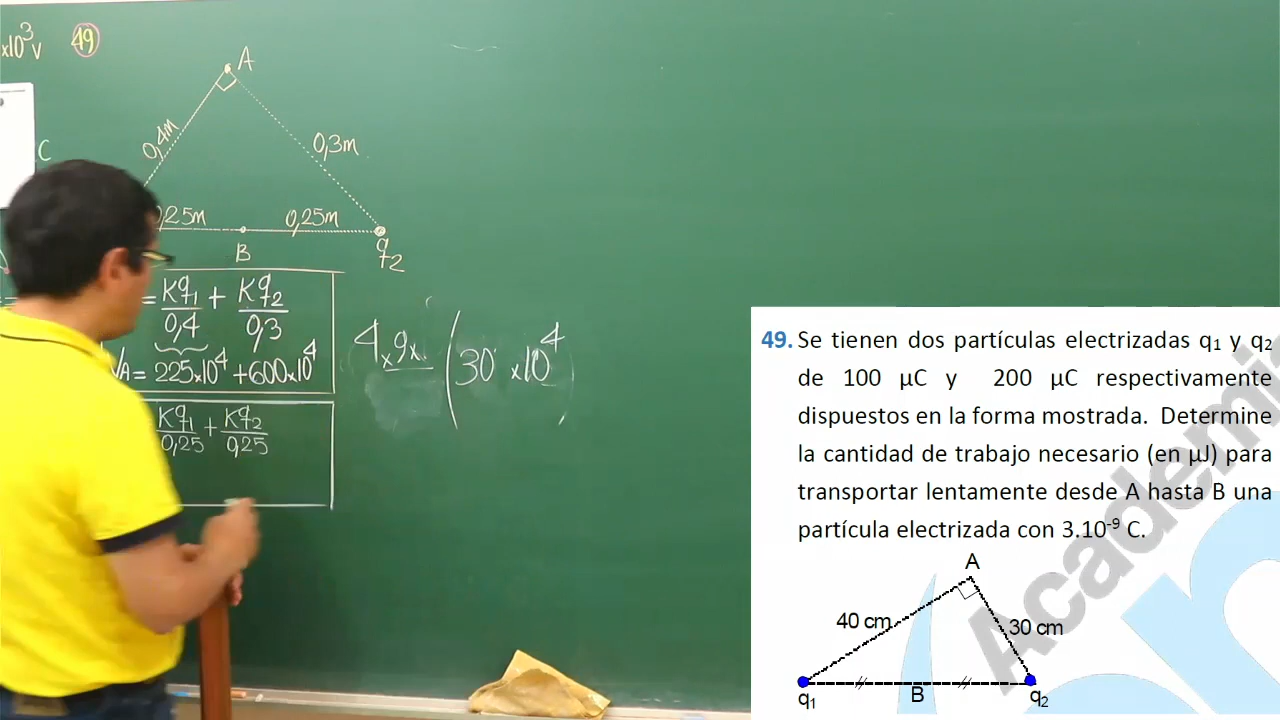 x10³v 49
A
0,4m
0,3m
C
0,25m 0,25m
B
q2
= Kq1/0,4 + Kq2/0,3
VA = 225x10⁴ + 600x10⁴
Kq1/0,25 + Kq2/0,25
4x9x (30 x10⁴)
49. Se tienen dos partículas electrizadas q₁ y q₂
de 100 µC y 200 µC respectivamente
dispuestos en la forma mostrada. Determine
la cantidad de trabajo necesario (en µJ) para
transportar lentamente desde A hasta B una
partícula electrizada con 3.10⁻⁹ C.
A
40 cm
30 cm
q₁ B q₂
Academia